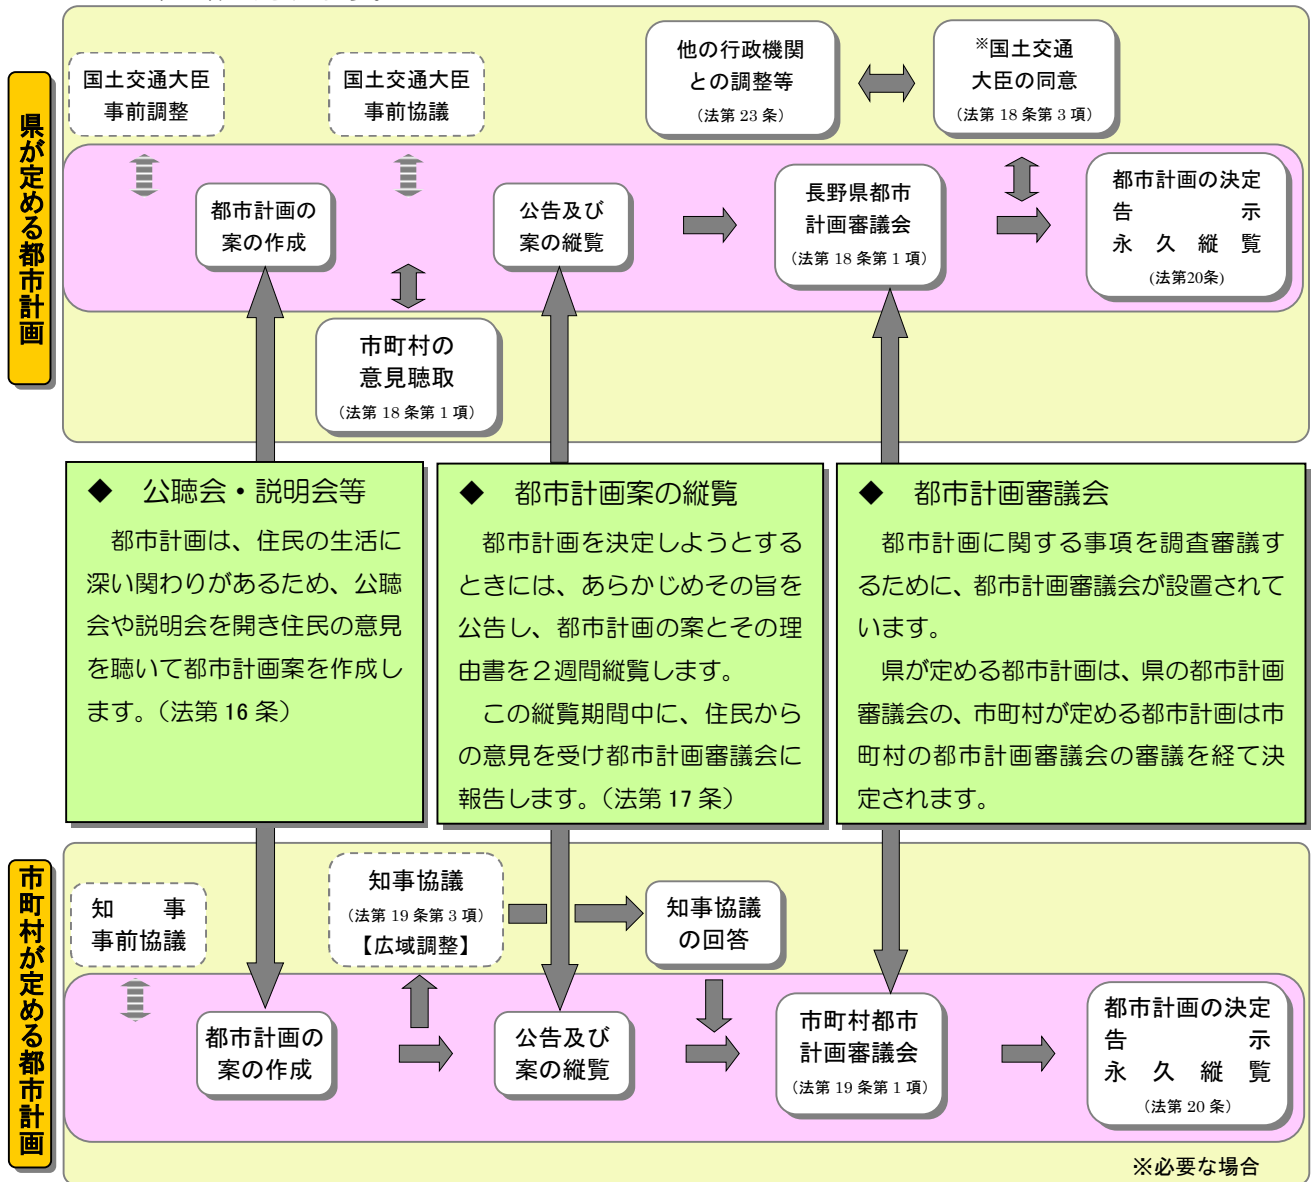 県が定める都市計画
国土交通大臣
事前調整
国土交通大臣
事前協議
他の行政機関
との調整等
(法第 23 条)
※国土交通
大臣の同意
(法第 18 条第 3 項)
都市計画の
案の作成
公告及び
案の縦覧
長野県都市
計画審議会
(法第 18 条第 1 項)
都市計画の決定
告示
永久縦覧
(法第20条)
市町村の
意見聴取
(法第 18 条第 1 項)
◆ 公聴会・説明会等
都市計画は、住民の生活に
深い関わりがあるため、公聴
会や説明会を開き住民の意見
を聴いて都市計画案を作成し
ます。(法第 16 条)
◆ 都市計画案の縦覧
都市計画を決定しようとする
ときには、あらかじめその旨を
公告し、都市計画の案とその理
由書を2週間縦覧します。
この縦覧期間中に、住民から
の意見を受け都市計画審議会に
報告します。(法第 17 条)
◆ 都市計画審議会
都市計画に関する事項を調査審議す
るために、都市計画審議会が設置されて
います。
県が定める都市計画は、県の都市計画
審議会の、市町村が定める都市計画は市
町村の都市計画審議会の審議を経て決
定されます。
市町村が定める都市計画
知事
事前協議
知事協議
(法第 19 条第 3 項)
【広域調整】
知事協議
の回答
都市計画の
案の作成
公告及び
案の縦覧
市町村都市
計画審議会
(法第 19 条第 1 項)
都市計画の決定
告示
永久縦覧
(法第 20 条)
※必要な場合